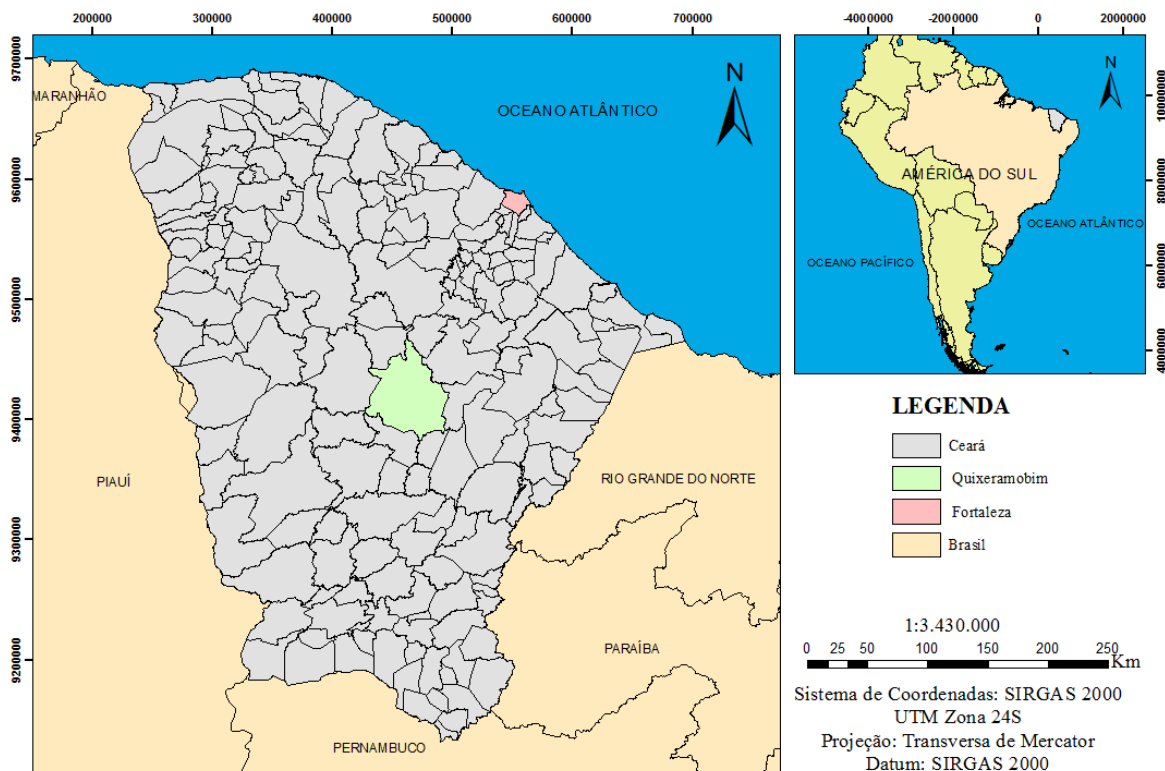 200000 300000 400000 500000 600000 700000
-4000000 -2000000 0 2000000
9700000
9600000
9500000
9400000
9300000
9200000
MARANHÃO
OCEANO ATLÂNTICO
N
PIAUÍ
RIO GRANDE DO NORTE
PARAÍBA
PERNAMBUCO
N
AMÉRICA DO SUL
OCEANO ATLÂNTICO
OCEANO PACÍFICO
10000000
8000000
6000000
4000000
LEGENDA
Ceará
Quixeramobim
Fortaleza
Brasil
1:3.430.000
0 25 50 100 150 200 250
Km
Sistema de Coordenadas: SIRGAS 2000
UTM Zona 24S
Projeção: Transversa de Mercator
Datum: SIRGAS 2000